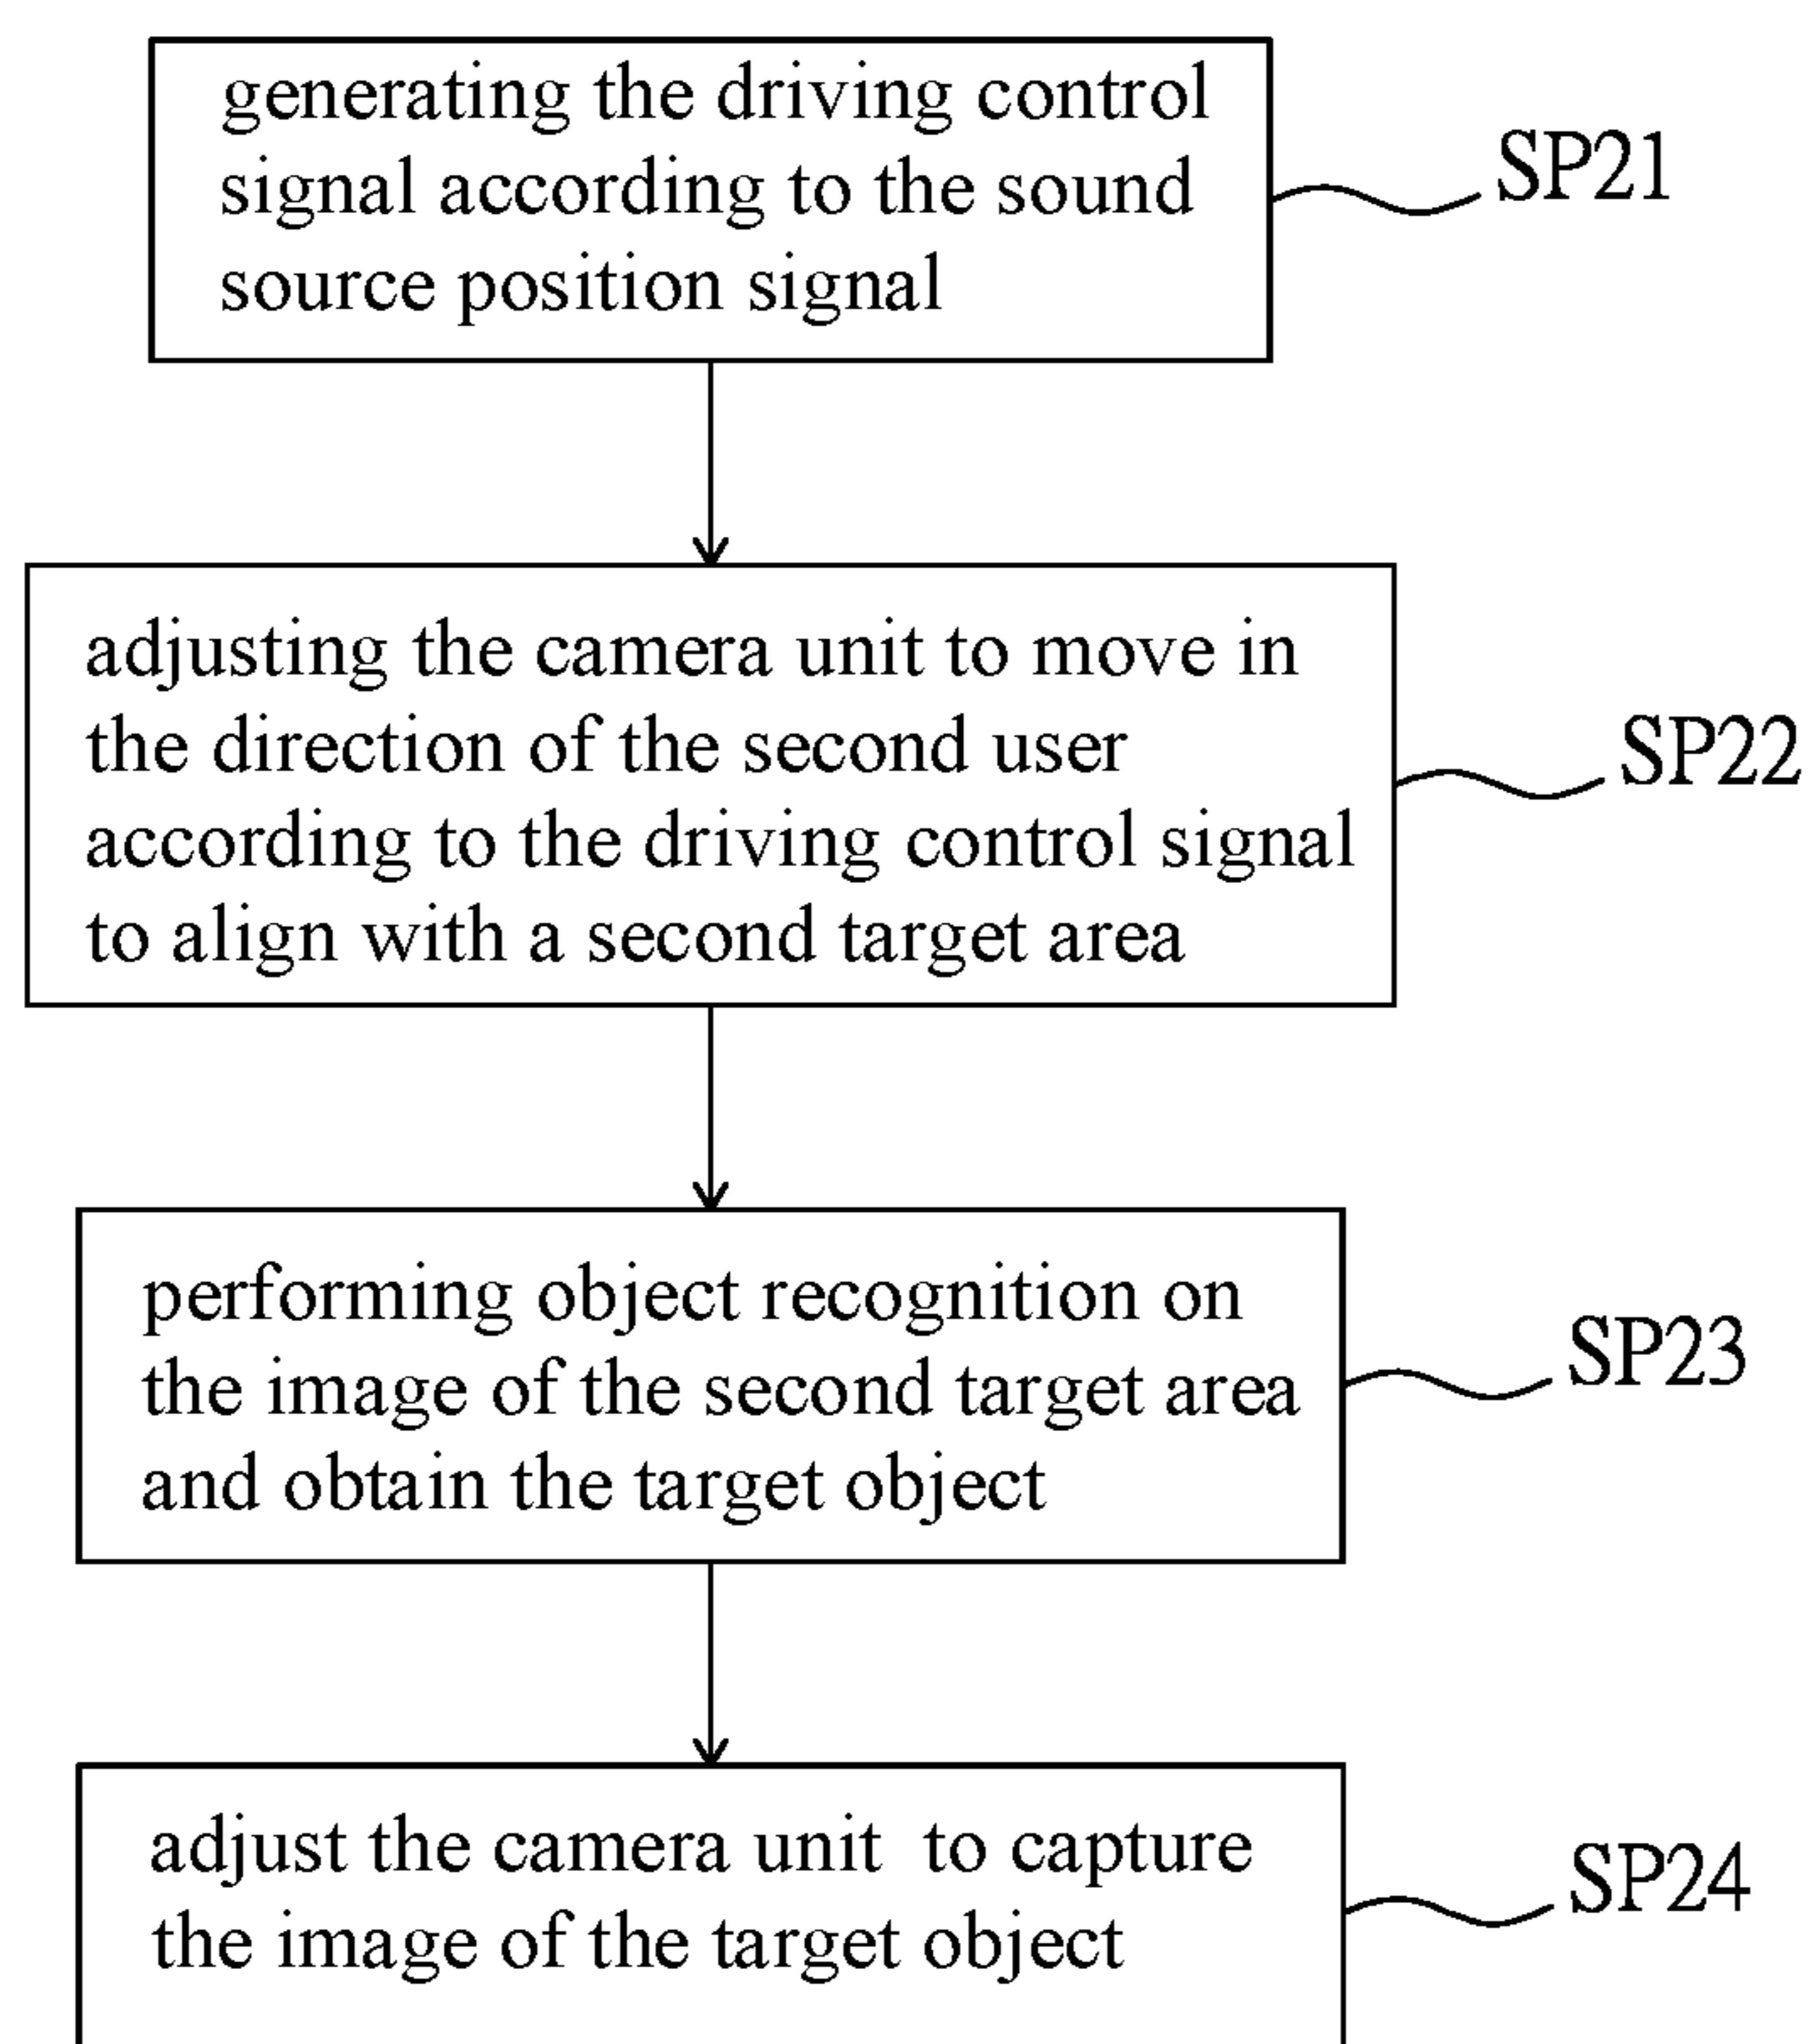 generating the driving control
signal according to the sound
source position signal
SP21
adjusting the camera unit to move in
the direction of the second user
according to the driving control signal
to align with a second target area
SP22
performing object recognition on
the image of the second target area
and obtain the target object
SP23
adjust the camera unit to capture
the image of the target object
SP24